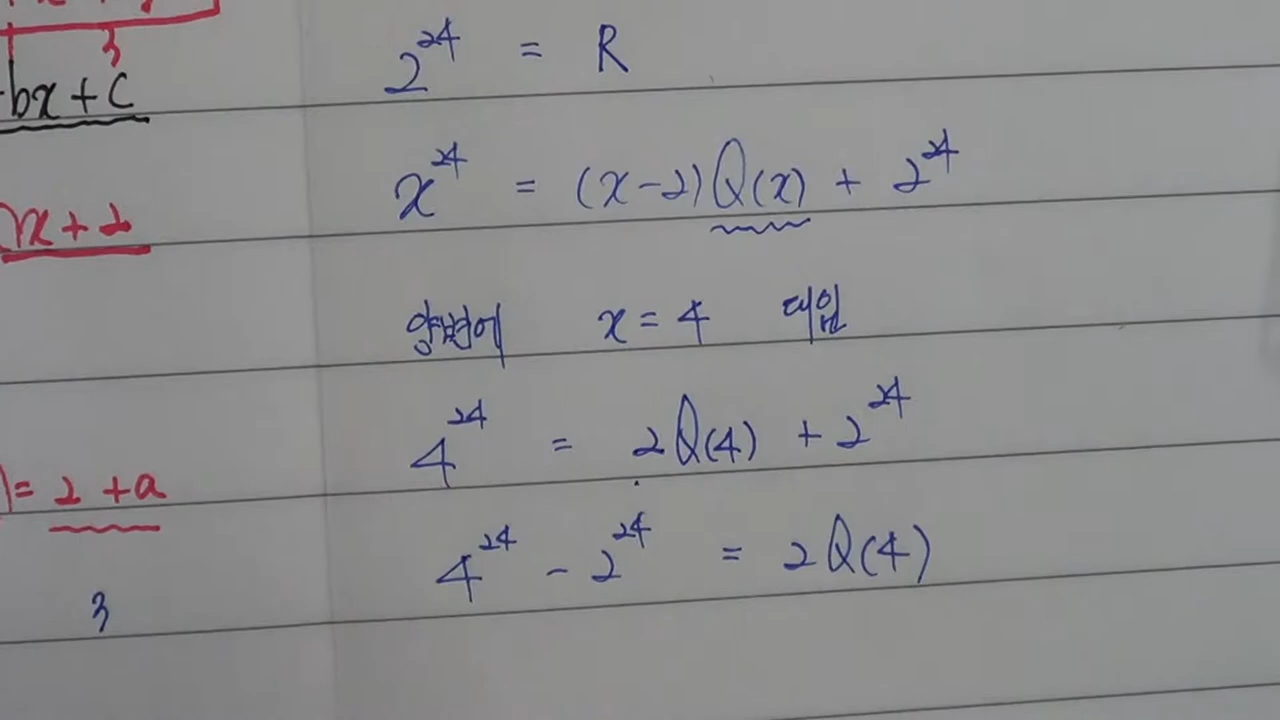 bx + c
x + 2
= 2 + a
3
2^24 = R
x^24 = (x-2)Q(x) + 2^24
양변에 x = 4 대입
4^24 = 2Q(4) + 2^24
4^24 - 2^24 = 2Q(4)